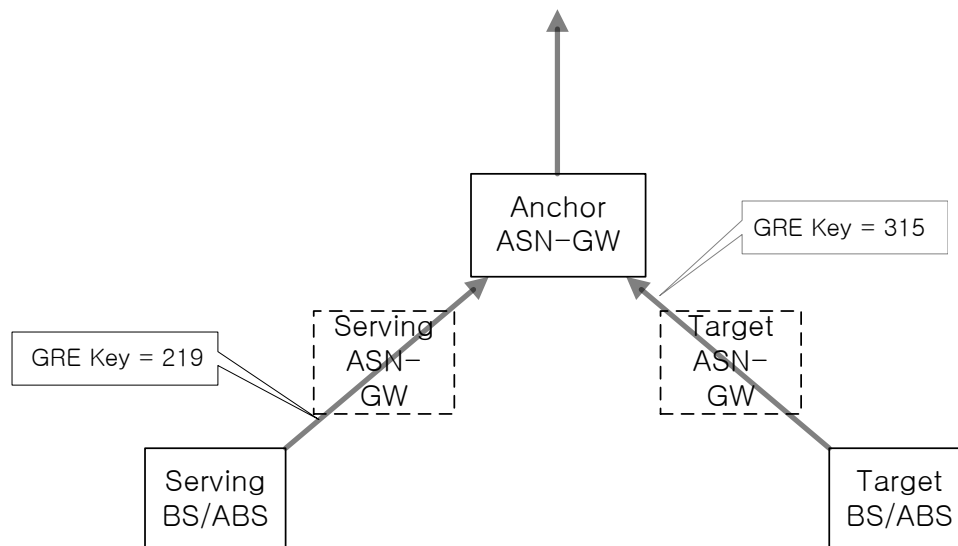 Anchor
ASN-GW
GRE Key = 315
Serving
ASN-
GW
Target
ASN-
GW
GRE Key = 219
Serving
BS/ABS
Target
BS/ABS